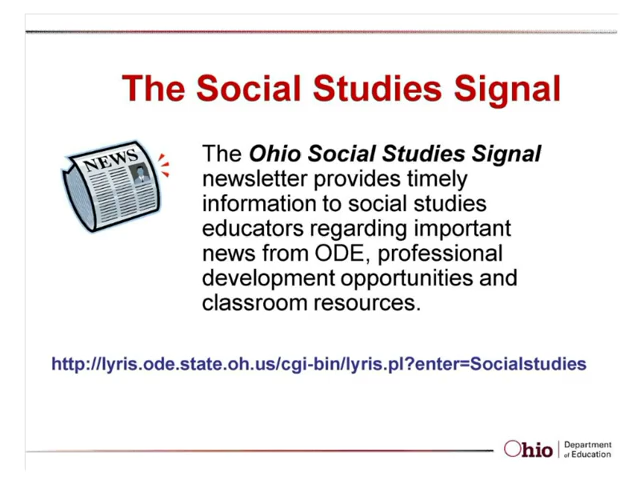 The Social Studies Signal
NEWS
The Ohio Social Studies Signal
newsletter provides timely
information to social studies
educators regarding important
news from ODE, professional
development opportunities and
classroom resources.
http://lyris.ode.state.oh.us/cgi-bin/lyris.pl?enter=Socialstudies
Ohio
Department
of Education